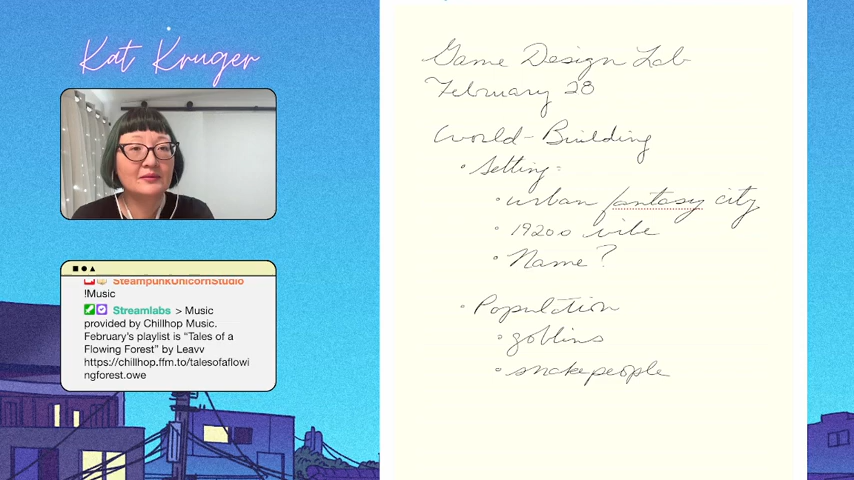 Kat Kruger
SteampunkUnicornStudio
!Music
Streamlabs > Music
provided by Chillhop Music.
February's playlist is "Tales of a
Flowing Forest" by Leavv
https://chillhop.ffm.to/talesofaflowi
ngforest.owe
Game Design Lab
February 28
World-Building
• Setting:
• urban fantasy city
• 1920s vibe
• Name?
• Population
• goblins
• snakepeople